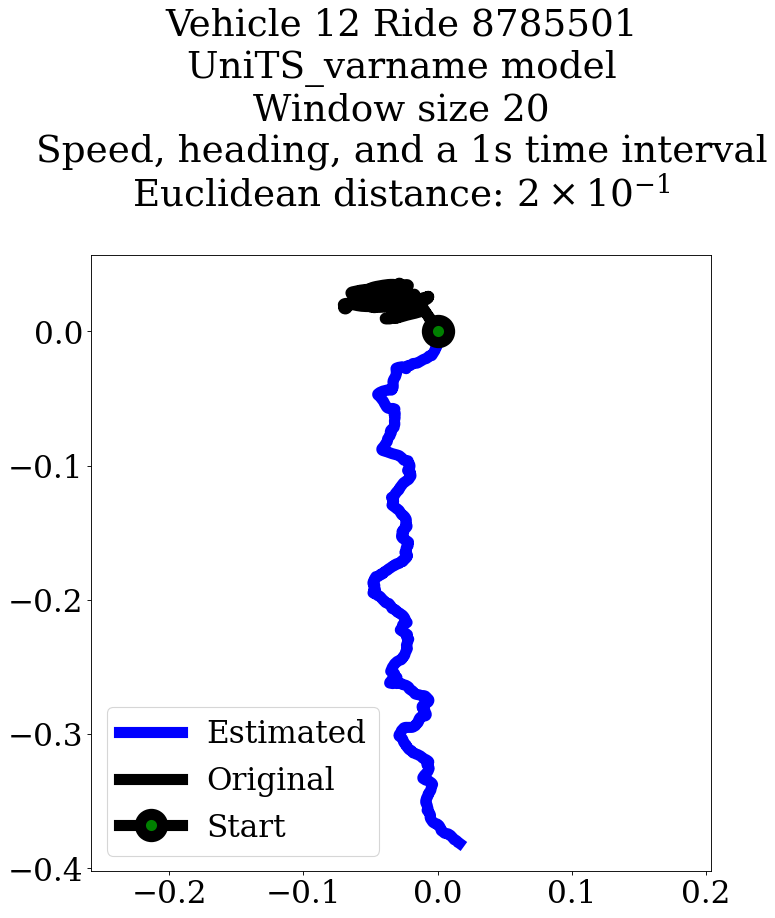 Vehicle 12 Ride 8785501
UniTS_varname model
Window size 20
Speed, heading, and a 1s time interval
Euclidean distance: 2 × 10⁻¹
0.0
−0.1
−0.2
−0.3
−0.4
Estimated
Original
Start
−0.2 −0.1 0.0 0.1 0.2